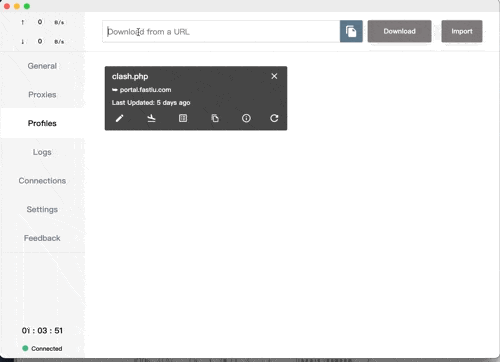 ↑ 0 B/s
↓ 0 B/s
Download from a URL
Download
Import
General
Proxies
Profiles
Logs
Connections
Settings
Feedback
clash.php
portal.fastlu.com
Last Updated: 5 days ago
01 : 03 : 51
Connected